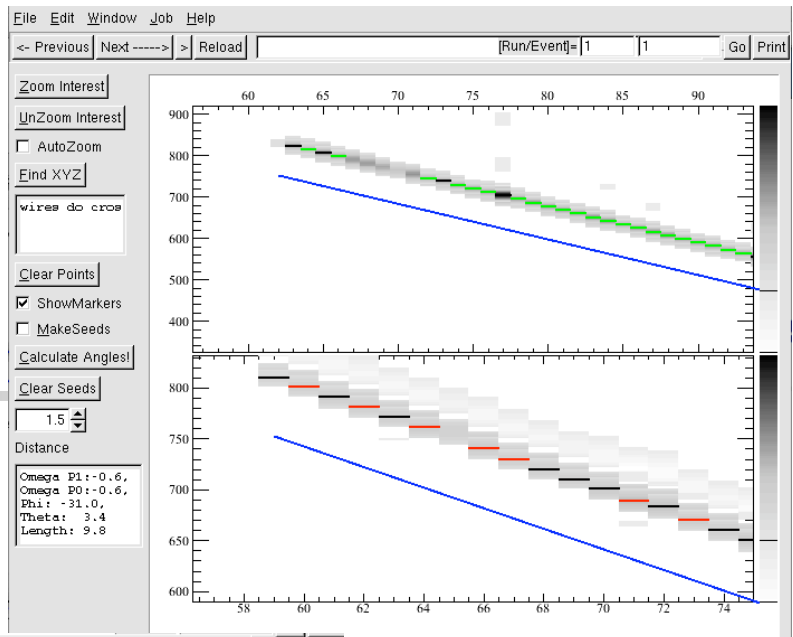 File Edit Window Job Help
<- Previous Next -----> > Reload [Run/Event]= 1 1 Go Print
Zoom Interest
UnZoom Interest
AutoZoom
Find XYZ
wires do cros
Clear Points
ShowMarkers
MakeSeeds
Calculate Angles!
Clear Seeds
1.5
Distance
Omega P1:-0.6,
Omega P0:-0.6,
Phi: -31.0,
Theta: 3.4
Length: 9.8
60 65 70 75 80 85 90
900
800
700
600
500
400
800
750
700
650
600
58 60 62 64 66 68 70 72 74